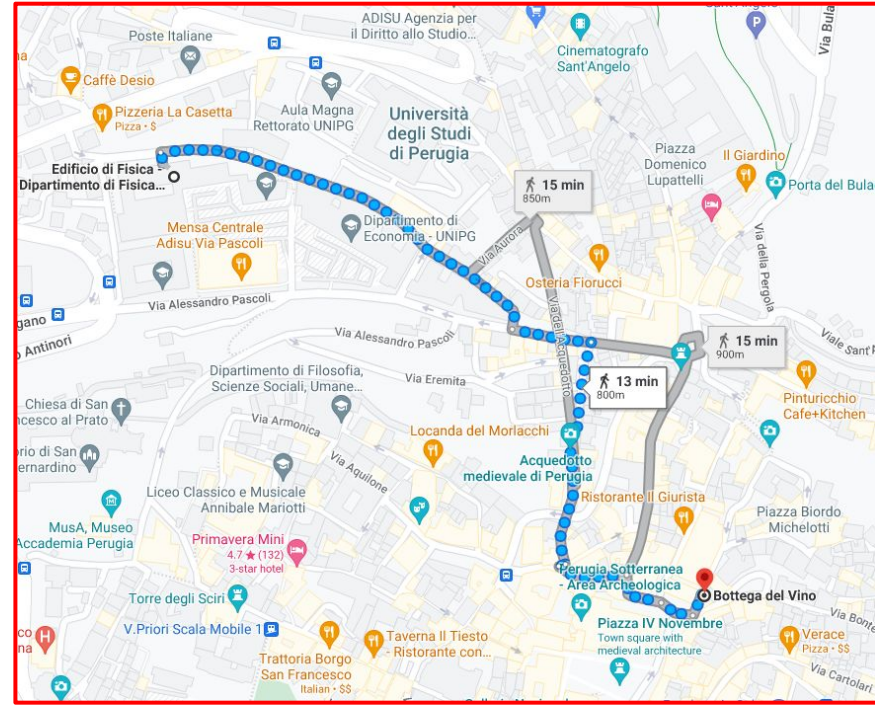 ADISU Agenzia per
il Diritto allo Studio...
Poste Italiane
Cinematografo
Sant'Angelo
Via Bula
Caffè Desio
Pizzeria La Casetta
Pizza • $
Aula Magna
Rettorato UNIPG
Università
degli Studi
di Perugia
Piazza
Domenico
Lupattelli
Il Giardino
Porta del Bula
Edificio di Fisica -
Dipartimento di Fisica...
15 min
850m
Mensa Centrale
Adisu Via Pascoli
Dipartimento di
Economia - UNIPG
Via Aurora
Osteria Fiorucci
Via della Pergola
Via Alessandro Pascoli
Via dell'Acquedotto
Antinori
Via Alessandro Pascoli
15 min
900m
Viale Sant'
Dipartimento di Filosofia,
Scienze Sociali, Umane...
Via Eremita
13 min
800m
Pinturicchio
Cafe+Kitchen
Chiesa di San
cesco al Prato
Via Armonica
Locanda del Morlacchi
orio di San
ernardino
Via Aquilone
Acquedotto
medievale di Perugia
Liceo Classico e Musicale
Annibale Mariotti
Ristorante Il Giurista
Piazza Biordo
Michelotti
MusA, Museo
Accademia Perugia
Primavera Mini
4.7 ★ (132)
3-star hotel
Perugia Sotterranea
- Area Archeologica
Bottega del Vino
Torre degli Sciri
V.Priori Scala Mobile 1
Piazza IV Novembre
Town square with
medieval architecture
Via Bonte
Taverna Il Tiesto
- Ristorante con...
Verace
Pizza • $$
Trattoria Borgo
San Francesco
Italian • $$
Via Cartolari